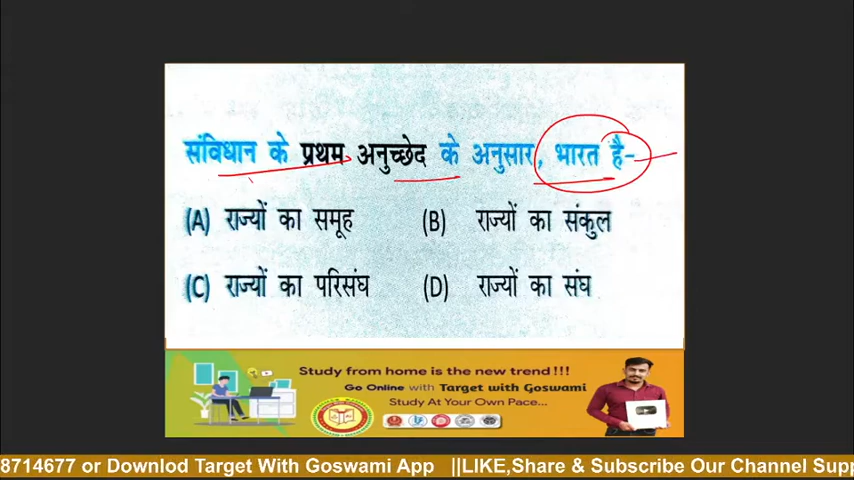 संविधान के प्रथम अनुच्छेद के अनुसार, भारत है-
(A) राज्यों का समूह (B) राज्यों का संकुल
(C) राज्यों का परिसंघ (D) राज्यों का संघ
Study from home is the new trend !!!
Go Online with Target with Goswami
Study At Your Own Pace...
8714677 or Downlod Target With Goswami App ||LIKE,Share & Subscribe Our Channel Supp